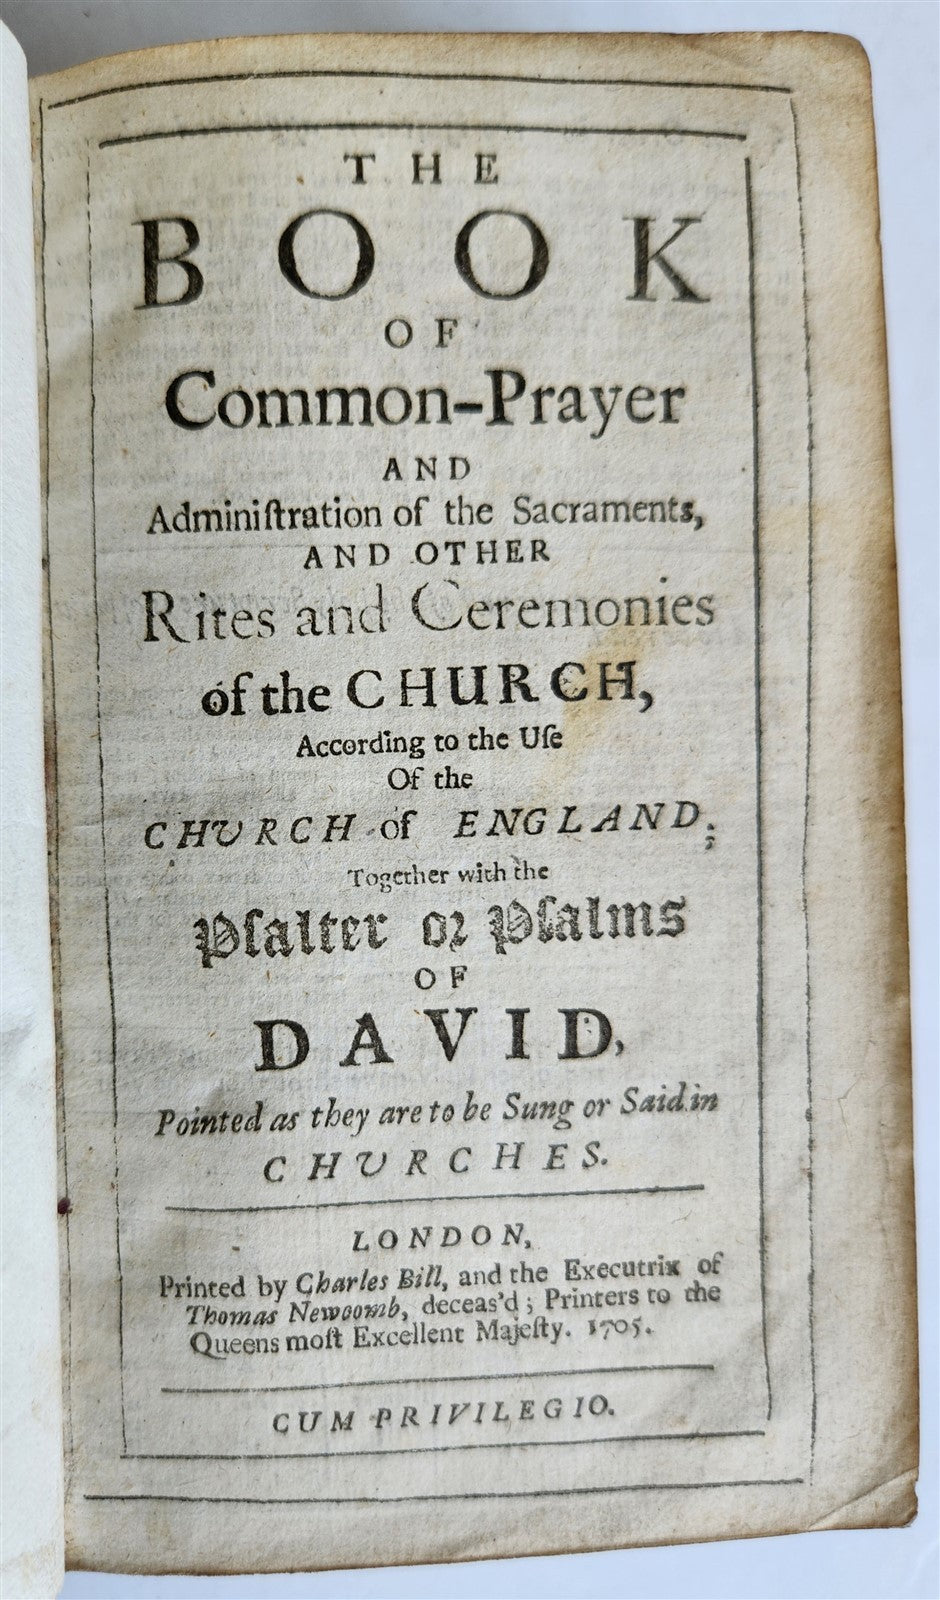 THE
BOOK
OF
Common-Prayer
AND
Adminiſtration of the Sacraments,
AND OTHER
Rites and Ceremonies
of the CHURCH,
According to the Uſe
Of the
CHURCH of ENGLAND;
Together with the
Pſalter or Pſalms
OF
DAVID,
Pointed as they are to be Sung or Said in
CHURCHES.
LONDON,
Printed by Charles Bill, and the Executrix of
Thomas Newcomb, deceas'd; Printers to the
Queens moſt Excellent Majeſty. 1705.
CUM PRIVILEGIO.